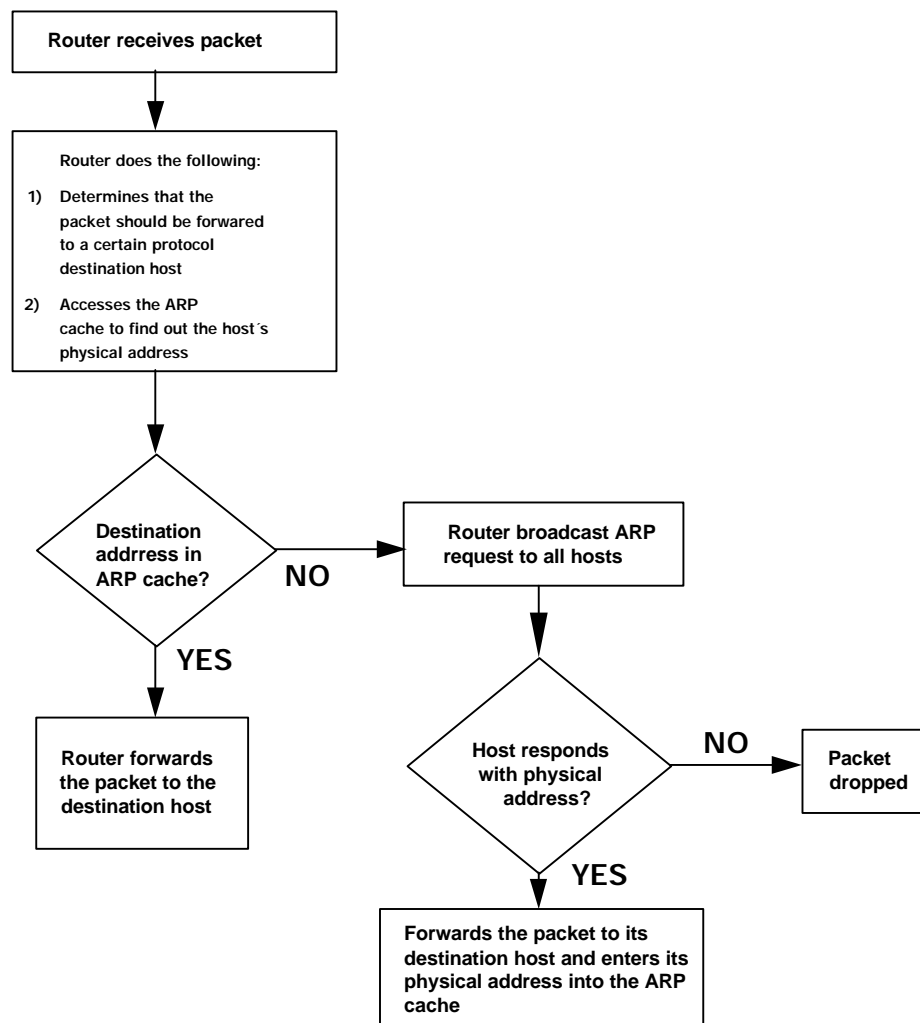 Router receives packet
Router does the following:
1) Determines that the
packet should be forwared
to a certain protocol
destination host
2) Accesses the ARP
cache to find out the host´s
physical address
Destination
addrress in
ARP cache?
NO
YES
Router forwards
the packet to the
destination host
Router broadcast ARP
request to all hosts
Host responds
with physical
address?
NO
Packet
dropped
YES
Forwards the packet to its
destination host and enters its
physical address into the ARP
cache